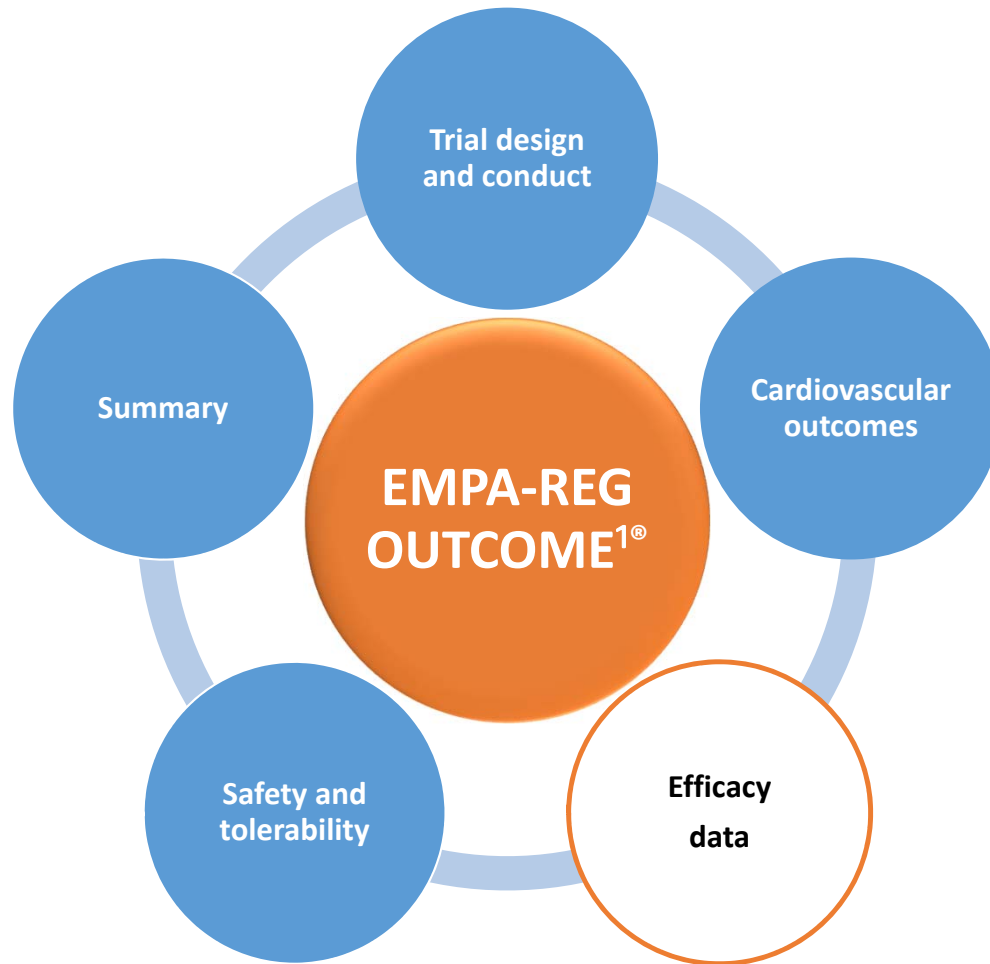 Trial design
and conduct
Cardiovascular
outcomes
Efficacy
data
Safety and
tolerability
Summary
EMPA-REG
OUTCOME¹®